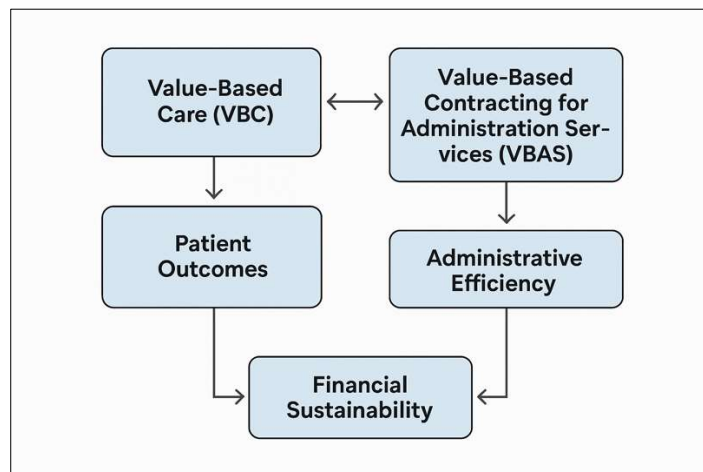 Value-Based
Care (VBC)
Value-Based
Contracting for
Administration Ser-
vices (VBAS)
Patient
Outcomes
Administrative
Efficiency
Financial
Sustainability